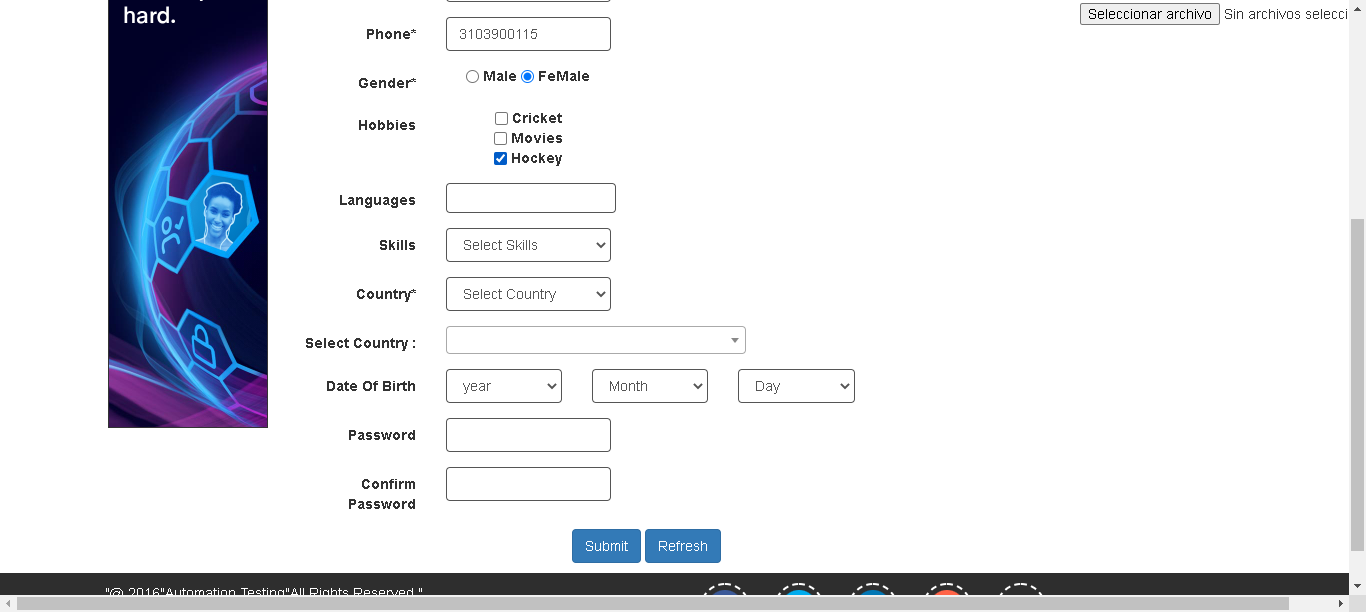 hard.
Seleccionar archivo Sin archivos selecci
Phone* 3103900115
Gender* Male FeMale
Hobbies Cricket
Movies
Hockey
Languages
Skills Select Skills
Country* Select Country
Select Country :
Date Of Birth year Month Day
Password
Confirm
Password
Submit Refresh
"@ 2016"Automation Testing"All Rights Reserved."